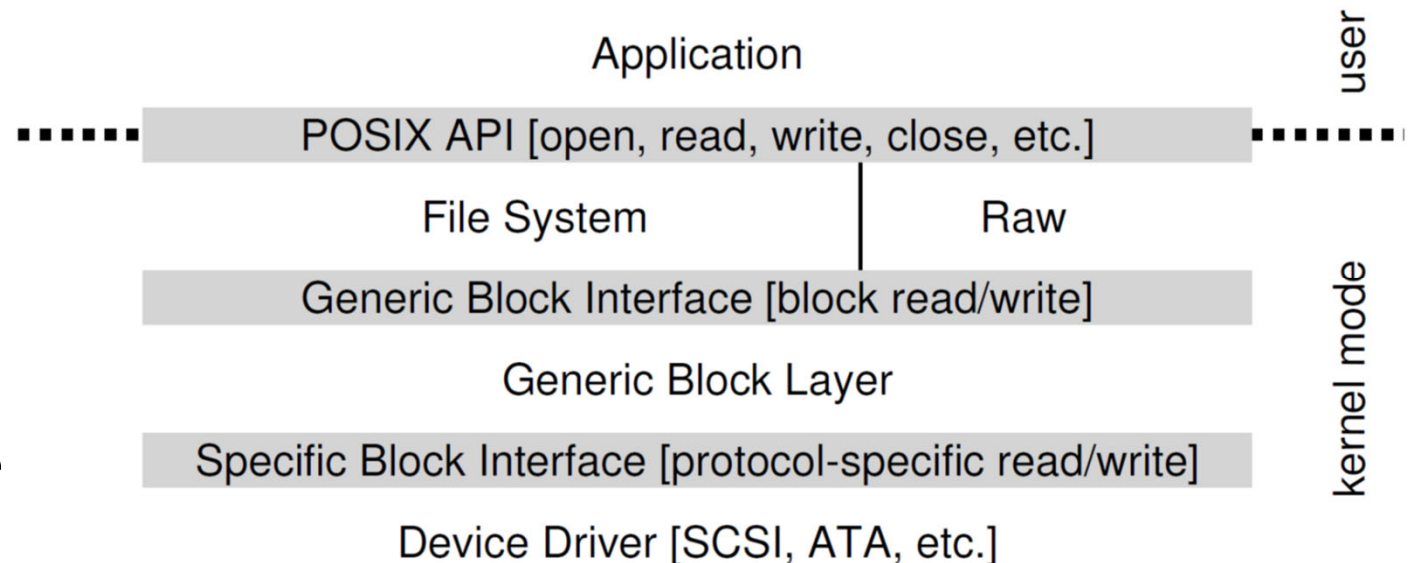 Application
user
POSIX API [open, read, write, close, etc.]
File System
Raw
Generic Block Interface [block read/write]
Generic Block Layer
kernel mode
Specific Block Interface [protocol-specific read/write]
Device Driver [SCSI, ATA, etc.]